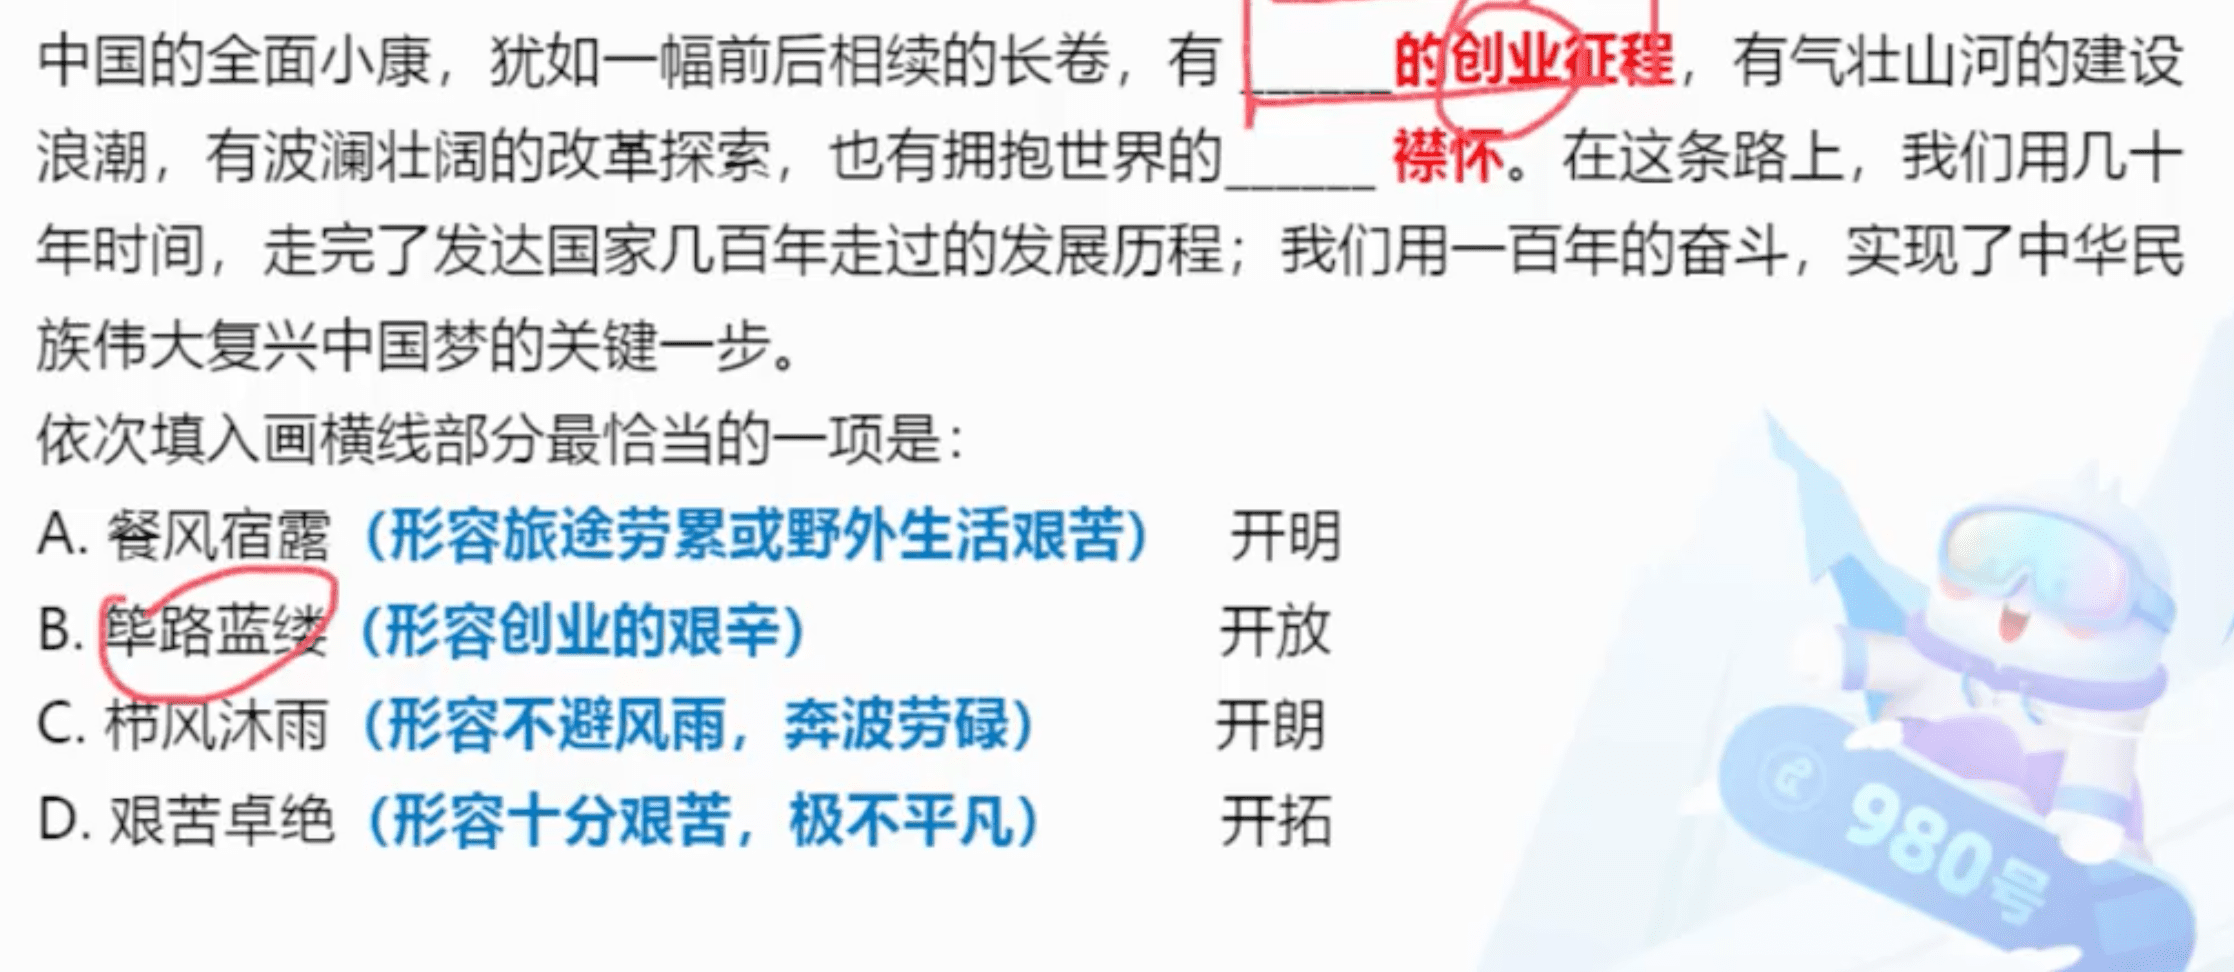 中国的全面小康，犹如一幅前后相续的长卷，有______的创业征程，有气壮山河的建设
浪潮，有波澜壮阔的改革探索，也有拥抱世界的______襟怀。在这条路上，我们用几十
年时间，走完了发达国家几百年走过的发展历程；我们用一百年的奋斗，实现了中华民
族伟大复兴中国梦的关键一步。
依次填入画横线部分最恰当的一项是：
A. 餐风宿露（形容旅途劳累或野外生活艰苦） 开明
B. 筚路蓝缕（形容创业的艰辛） 开放
C. 栉风沐雨（形容不避风雨，奔波劳碌） 开朗
D. 艰苦卓绝（形容十分艰苦，极不平凡） 开拓
980号